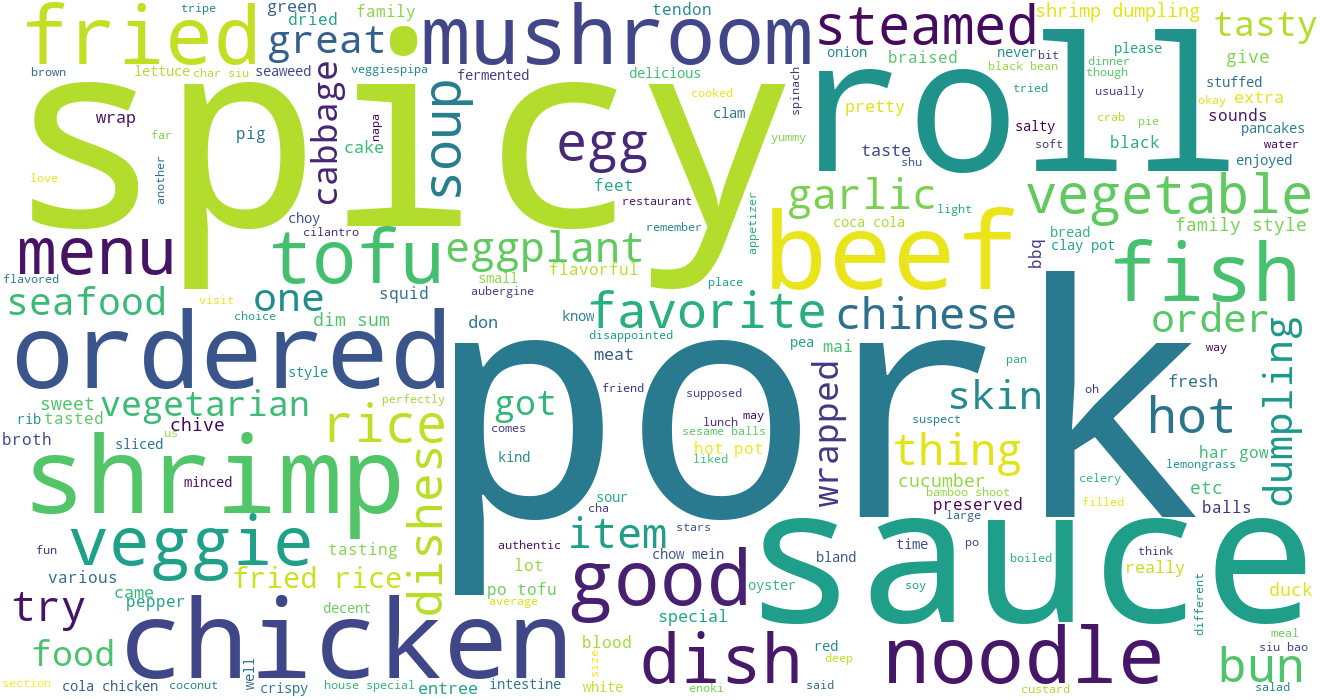 tripe
green
family
tendon
shrimp dumpling
fried
great
dried
mushroom
steamed
tasty
brown
lettuce
char siu
seaweed
veggiespipa
fermented
delicious
onion
braised
never
bit
black bean
please
dinner
though
give
spicy
roll
wrap
far
pig
cabbage
napa
cake
soup
egg
feet
cooked
clam
spinach
yummy
pretty
taste
shu
tried
usually
salty
soft
crab
pie
black
stuffed
okay
extra
sounds
pancakes
water
enjoyed
love
another
choy
cilantro
restaurant
remember
appetizer
garlic
light
coca cola
vegetable
family style
bread
clay pot
bbq
menu
tofu
eggplant
flavorful
small
aubergine
beef
fish
flavored
seafood
visit
choice
one
squid
dim sum
don
know
favorite
place
disappointed
chinese
order
dumpling
ordered
style
meat
pea
mai
pan
way
pork
sweet
tasted
rib
vegetarian
perfectly
chive
us
rice
got
comes
kind
friend
supposed
lunch
may
sesame balls
hot pot
liked
wrapped
skin
suspect
oh
fresh
hot
broth
sliced
minced
thing
cucumber
bamboo shoot
preserved
large
celery
filled
har gow
lemongrass
etc
balls
shrimp
dishes
sour
cha
stars
item
sauce
veggie
fun
tasting
authentic
lot
chow mein
bland
time
po
boiled
think
really
various
came
pepper
fried rice
decent
po tofu
average
good
oyster
special
soy
different
duck
try
chicken
food
blood
dish
red
deep
noodle
meal
siu bao
bun
section
cola chicken
coconut
well
crispy
house special
entree
intestine
size
white
enoki
said
custard
salad